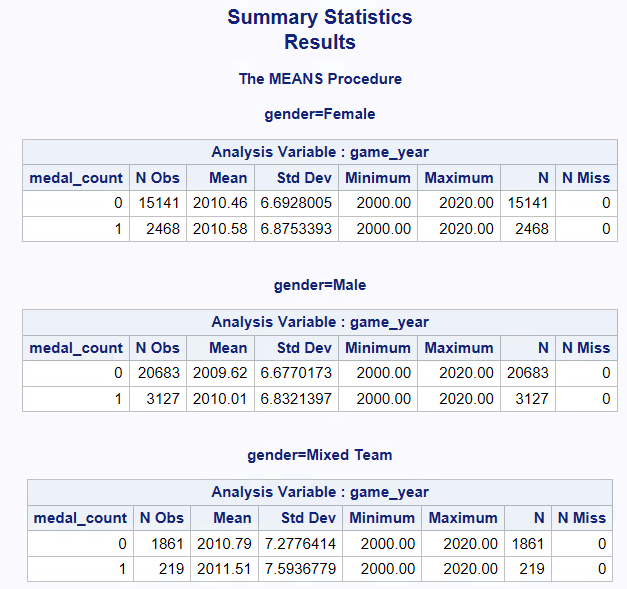 Summary Statistics
Results
The MEANS Procedure
gender=Female
Analysis Variable : game_year
medal_count N Obs Mean Std Dev Minimum Maximum N N Miss
0 15141 2010.46 6.6928005 2000.00 2020.00 15141 0
1 2468 2010.58 6.8753393 2000.00 2020.00 2468 0
gender=Male
Analysis Variable : game_year
medal_count N Obs Mean Std Dev Minimum Maximum N N Miss
0 20683 2009.62 6.6770173 2000.00 2020.00 20683 0
1 3127 2010.01 6.8321397 2000.00 2020.00 3127 0
gender=Mixed Team
Analysis Variable : game_year
medal_count N Obs Mean Std Dev Minimum Maximum N N Miss
0 1861 2010.79 7.2776414 2000.00 2020.00 1861 0
1 219 2011.51 7.5936779 2000.00 2020.00 219 0